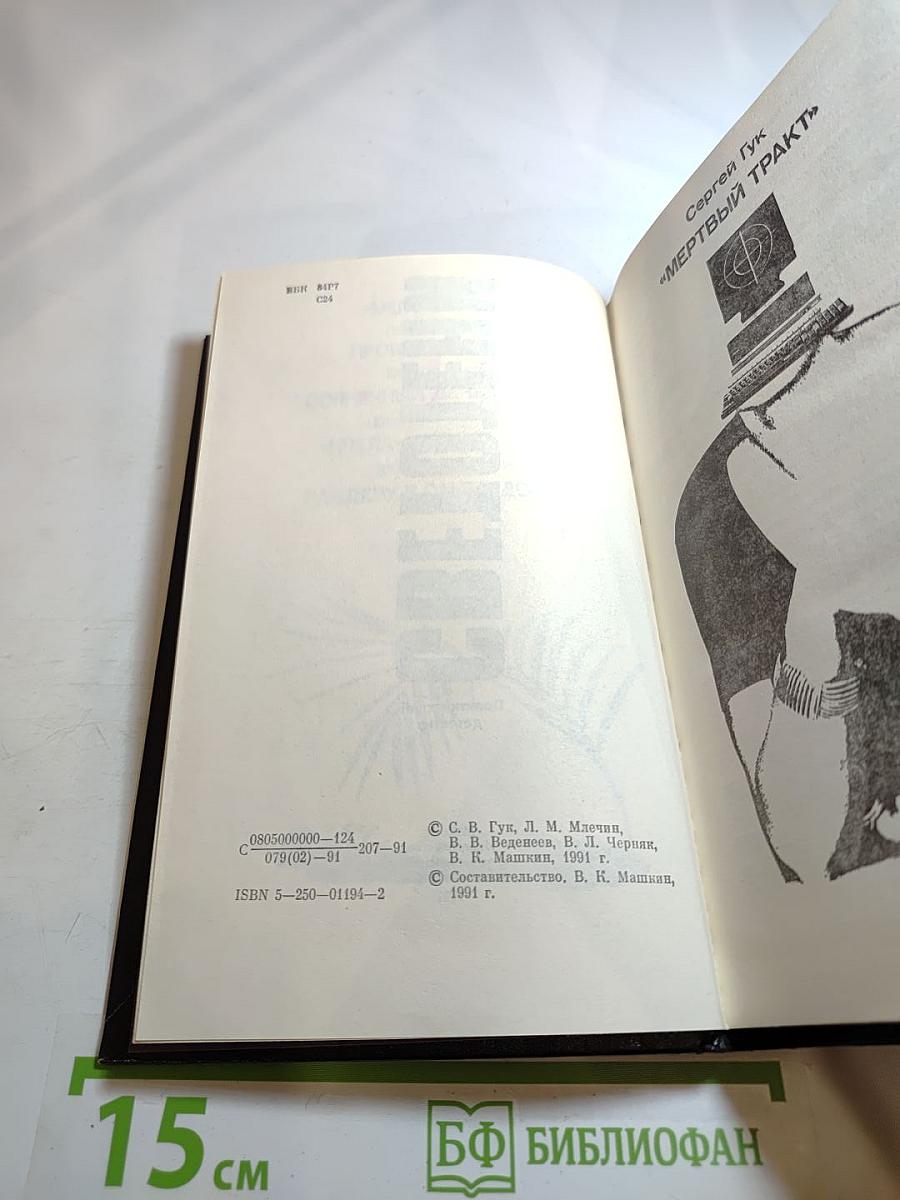 ББК 84Р7
С24
С 0805000000—124 207—91
079(02)—91
ISBN 5—250—01194—2
© С. В. Гук, Л. М. Млечин,
В. В. Веденеев, В. Л. Черняк,
В. К. Машкин, 1991 г.
© Составительство. В. К. Машкин,
1991 г.
Сергей Гук
«МЕРТВЫЙ ТРАКТ»
15 см
БФ БИБЛИОФАН